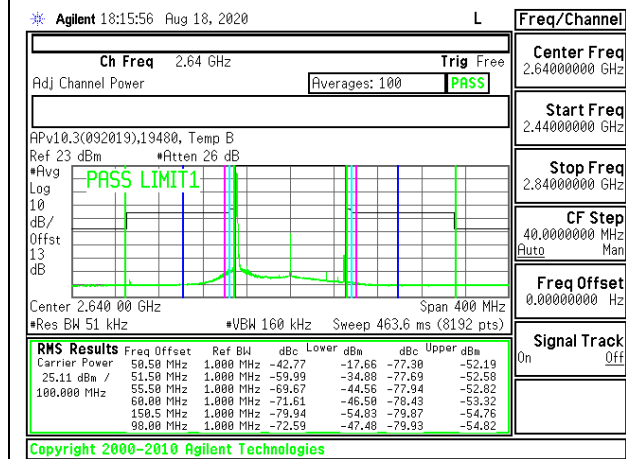 Agilent 18:15:56 Aug 18, 2020 L
Freq/Channel
Ch Freq 2.64 GHz Trig Free
Adj Channel Power Averages: 100 PASS
APv10.3(092019),19480, Temp B
Ref 23 dBm #Atten 26 dB
#Avg
Log
10
dB/
Offst
13
dB
PASS LIMIT1
Center 2.640 00 GHz Span 400 MHz
#Res BW 51 kHz #VBW 160 kHz Sweep 463.6 ms (8192 pts)
RMS Results Freq Offset Ref BW dBc Lower dBm dBc Upper dBm
Carrier Power 50.50 MHz 1.000 MHz -42.77 -17.66 -77.30 -52.19
25.11 dBm / 51.50 MHz 1.000 MHz -59.99 -34.88 -77.69 -52.58
100.000 MHz 55.50 MHz 1.000 MHz -69.67 -44.56 -77.94 -52.82
60.00 MHz 1.000 MHz -71.61 -46.50 -78.43 -53.32
150.5 MHz 1.000 MHz -79.94 -54.83 -79.87 -54.76
98.00 MHz 1.000 MHz -72.59 -47.48 -79.93 -54.82
Copyright 2000-2010 Agilent Technologies
Center Freq
2.64000000 GHz
Start Freq
2.44000000 GHz
Stop Freq
2.84000000 GHz
CF Step
40.0000000 MHz
Auto Man
Freq Offset
0.00000000 Hz
Signal Track
On Off